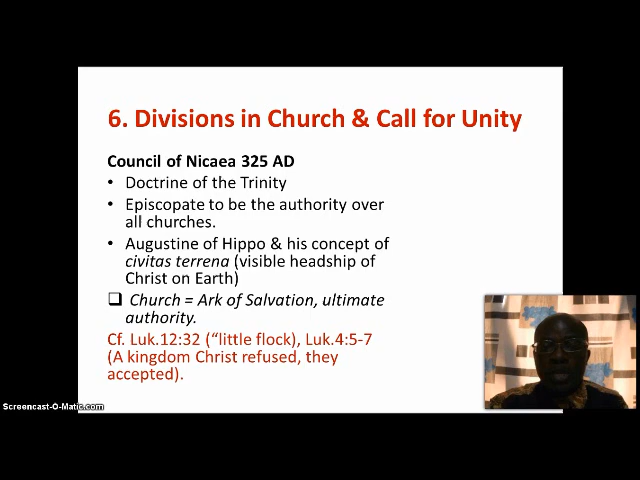 6. Divisions in Church & Call for Unity
Council of Nicaea 325 AD
• Doctrine of the Trinity
• Episcopate to be the authority over
all churches.
• Augustine of Hippo & his concept of
civitas terrena (visible headship of
Christ on Earth)
❑ Church = Ark of Salvation, ultimate
authority.
Cf. Luk.12:32 (“little flock), Luk.4:5-7
(A kingdom Christ refused, they
accepted).
Screencast-O-Matic.com